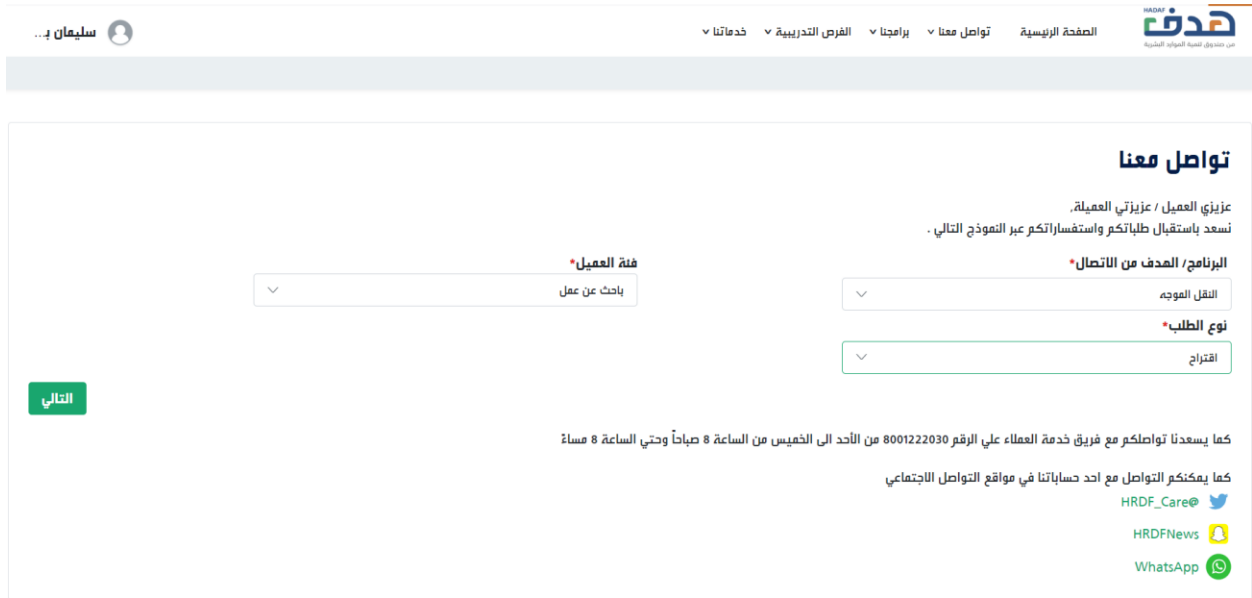 HADAF
هدف
من صندوق تنمية الموارد البشرية
الصفحة الرئيسية تواصل معنا برامجنا الفرص التدريبية خدماتنا
سليمان بـ...
تواصل معنا
عزيزي العميل / عزيزتي العميلة,
نسعد باستقبال طلباتكم واستفساراتكم عبر النموذج التالي .
البرنامج/ الهدف من الاتصال* فئة العميل*
النقل الموجه باحث عن عمل
نوع الطلب*
اقتراح
التالي
كما يسعدنا تواصلكم مع فريق خدمة العملاء علي الرقم 8001222030 من الأحد الى الخميس من الساعة 8 صباحاً وحتي الساعة 8 مساءً
كما يمكنكم التواصل مع احد حساباتنا في مواقع التواصل الاجتماعي
HRDF_Care@
HRDFNews
WhatsApp